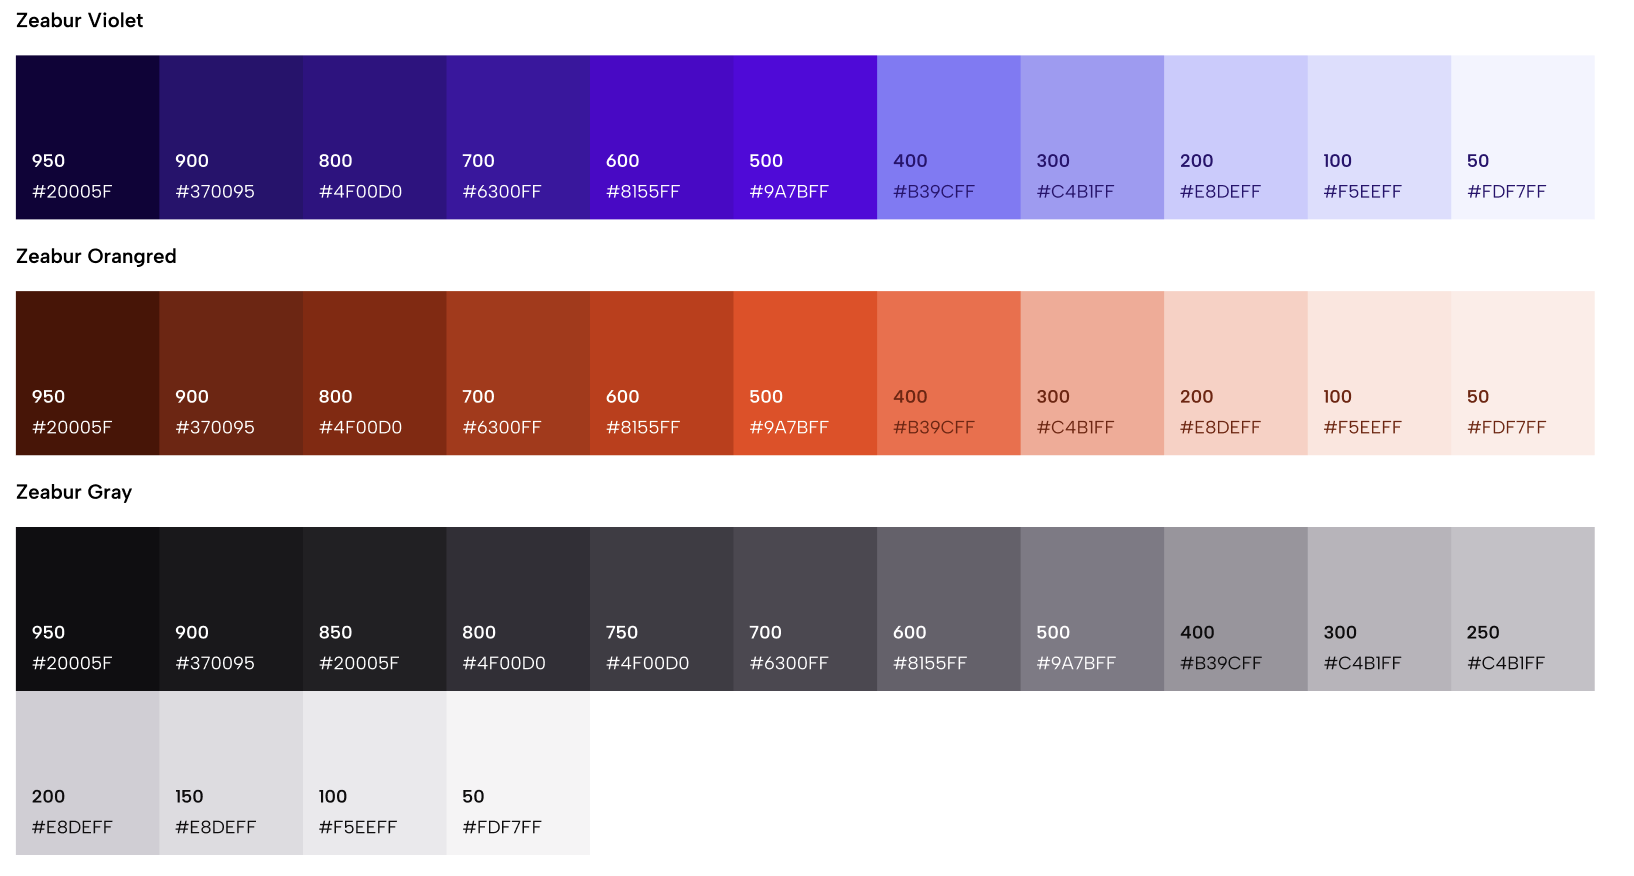 Zeabur Violet
950 900 800 700 600 500 400 300 200 100 50
#20005F #370095 #4F00D0 #6300FF #8155FF #9A7BFF #B39CFF #C4B1FF #E8DEFF #F5EEFF #FDF7FF
Zeabur Orangred
950 900 800 700 600 500 400 300 200 100 50
#20005F #370095 #4F00D0 #6300FF #8155FF #9A7BFF #B39CFF #C4B1FF #E8DEFF #F5EEFF #FDF7FF
Zeabur Gray
950 900 850 800 750 700 600 500 400 300 250
#20005F #370095 #20005F #4F00D0 #4F00D0 #6300FF #8155FF #9A7BFF #B39CFF #C4B1FF #C4B1FF
200 150 100 50
#E8DEFF #E8DEFF #F5EEFF #FDF7FF